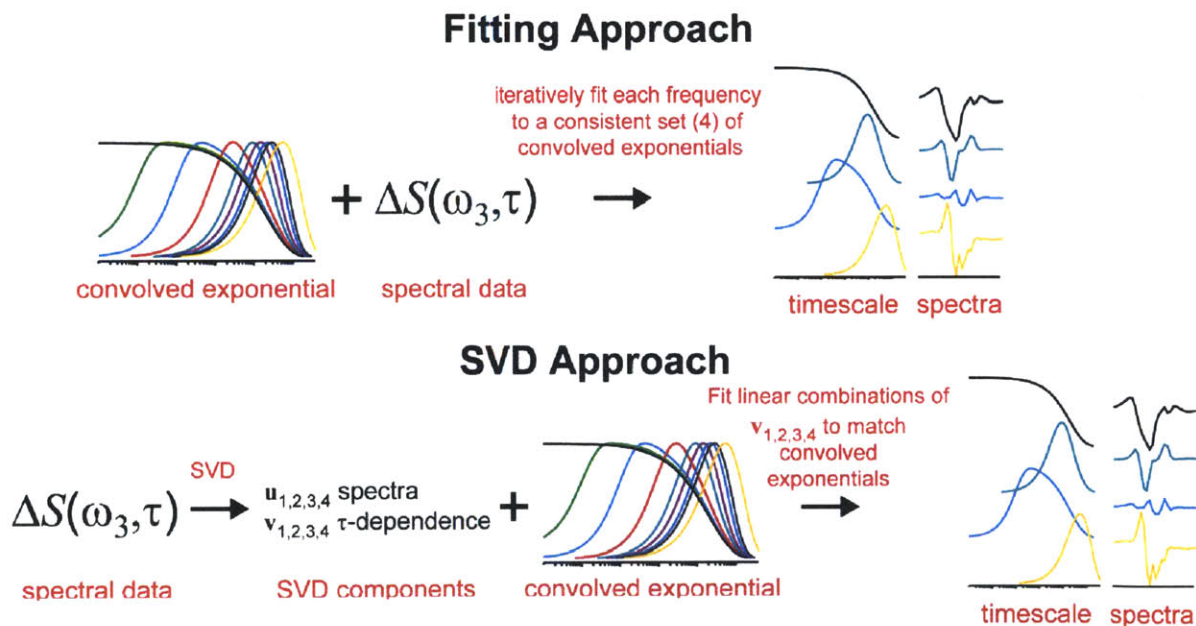 Fitting Approach
iteratively fit each frequency
to a consistent set (4) of
convolved exponentials
+ ΔS(ω₃,τ)
convolved exponential
spectral data
timescale
spectra
SVD Approach
Fit linear combinations of
v₁,₂,₃,₄ to match
convolved
exponentials
SVD
ΔS(ω₃,τ)
u₁,₂,₃,₄ spectra
v₁,₂,₃,₄ τ-dependence
+
spectral data
SVD components
convolved exponential
timescale
spectra